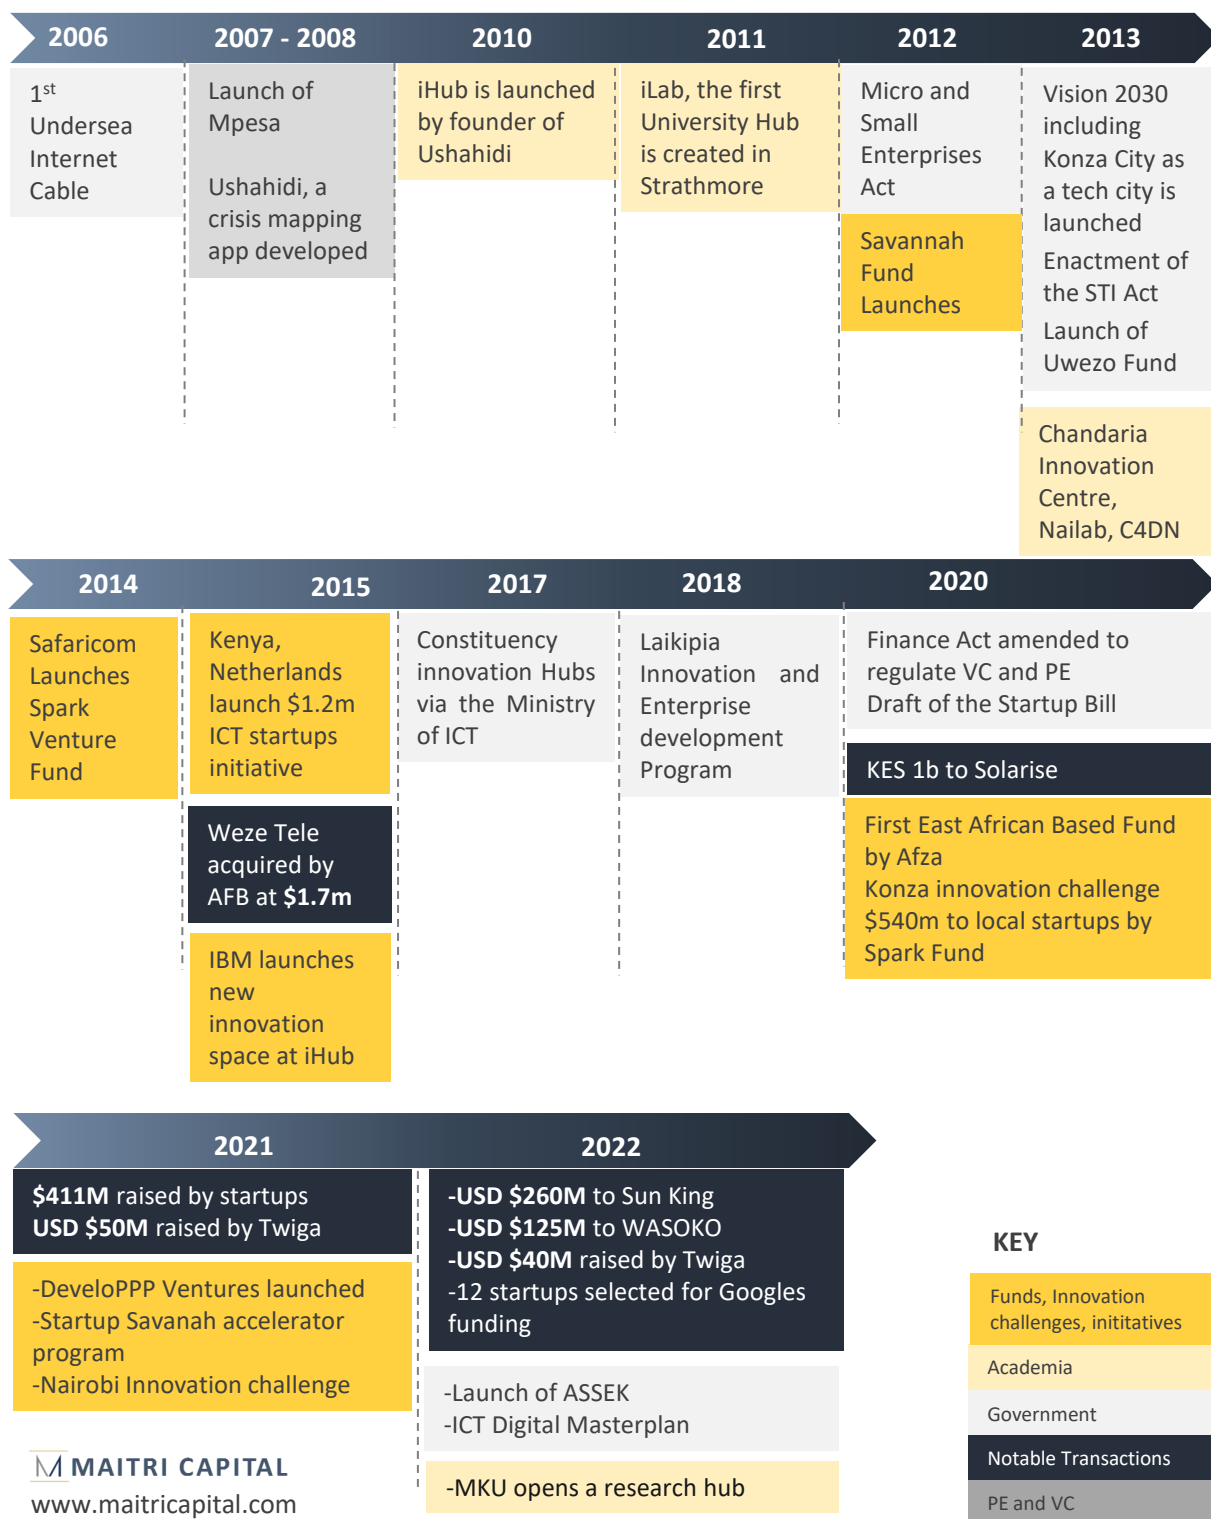 2006
2007 - 2008
2010
2011
2012
2013
1st
Undersea
Internet
Cable
Launch of
Mpesa
Ushahidi, a
crisis mapping
app developed
iHub is launched
by founder of
Ushahidi
iLab, the first
University Hub
is created in
Strathmore
Micro and
Small
Enterprises
Act
Savannah
Fund
Launches
Vision 2030
including
Konza City as
a tech city is
launched
Enactment of
the STI Act
Launch of
Uwezo Fund
Chandaria
Innovation
Centre,
Nailab, C4DN
2014
2015
2017
2018
2020
Safaricom
Launches
Spark
Venture
Fund
Kenya,
Netherlands
launch $1.2m
ICT startups
initiative
Weze Tele
acquired by
AFB at $1.7m
IBM launches
new
innovation
space at iHub
Constituency
innovation Hubs
via the Ministry
of ICT
Laikipia
Innovation and
Enterprise
development
Program
Finance Act amended to
regulate VC and PE
Draft of the Startup Bill
KES 1b to Solarise
First East African Based Fund
by Afza
Konza innovation challenge
$540m to local startups by
Spark Fund
2021
2022
$411M raised by startups
USD $50M raised by Twiga
-DeveloPPP Ventures launched
-Startup Savanah accelerator
program
-Nairobi Innovation challenge
-USD $260M to Sun King
-USD $125M to WASOKO
-USD $40M raised by Twiga
-12 startups selected for Googles
funding
-Launch of ASSEK
-ICT Digital Masterplan
-MKU opens a research hub
KEY
Funds, Innovation
challenges, inititatives
Academia
Government
Notable Transactions
PE and VC
MAITRI CAPITAL
www.maitricapital.com